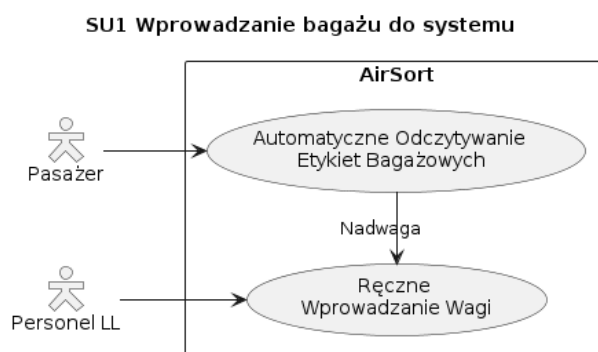 SU1 Wprowadzanie bagażu do systemu
AirSort
Automatyczne Odczytywanie
Etykiet Bagażowych
Pasażer
Nadwaga
Ręczne
Wprowadzanie Wagi
Personel LL